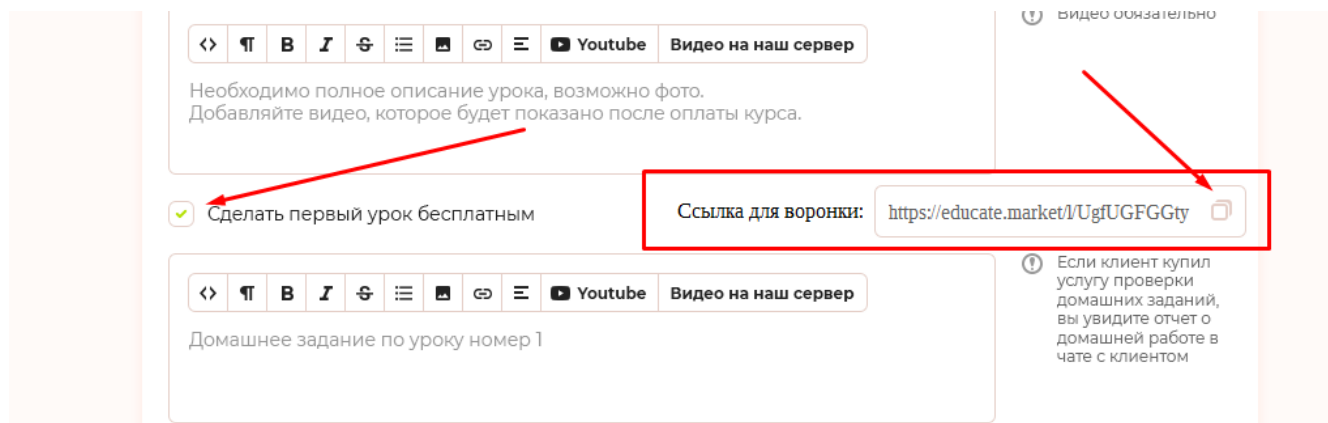 Видео обязательно
<> ¶ B I S Youtube Видео на наш сервер
Необходимо полное описание урока, возможно фото.
Добавляйте видео, которое будет показано после оплаты курса.
Сделать первый урок бесплатным
Ссылка для воронки: https://educate.market/l/UgfUGFGGty
Если клиент купил
услугу проверки
домашних заданий,
вы увидите отчет о
домашней работе в
чате с клиентом
<> ¶ B I S Youtube Видео на наш сервер
Домашнее задание по уроку номер 1